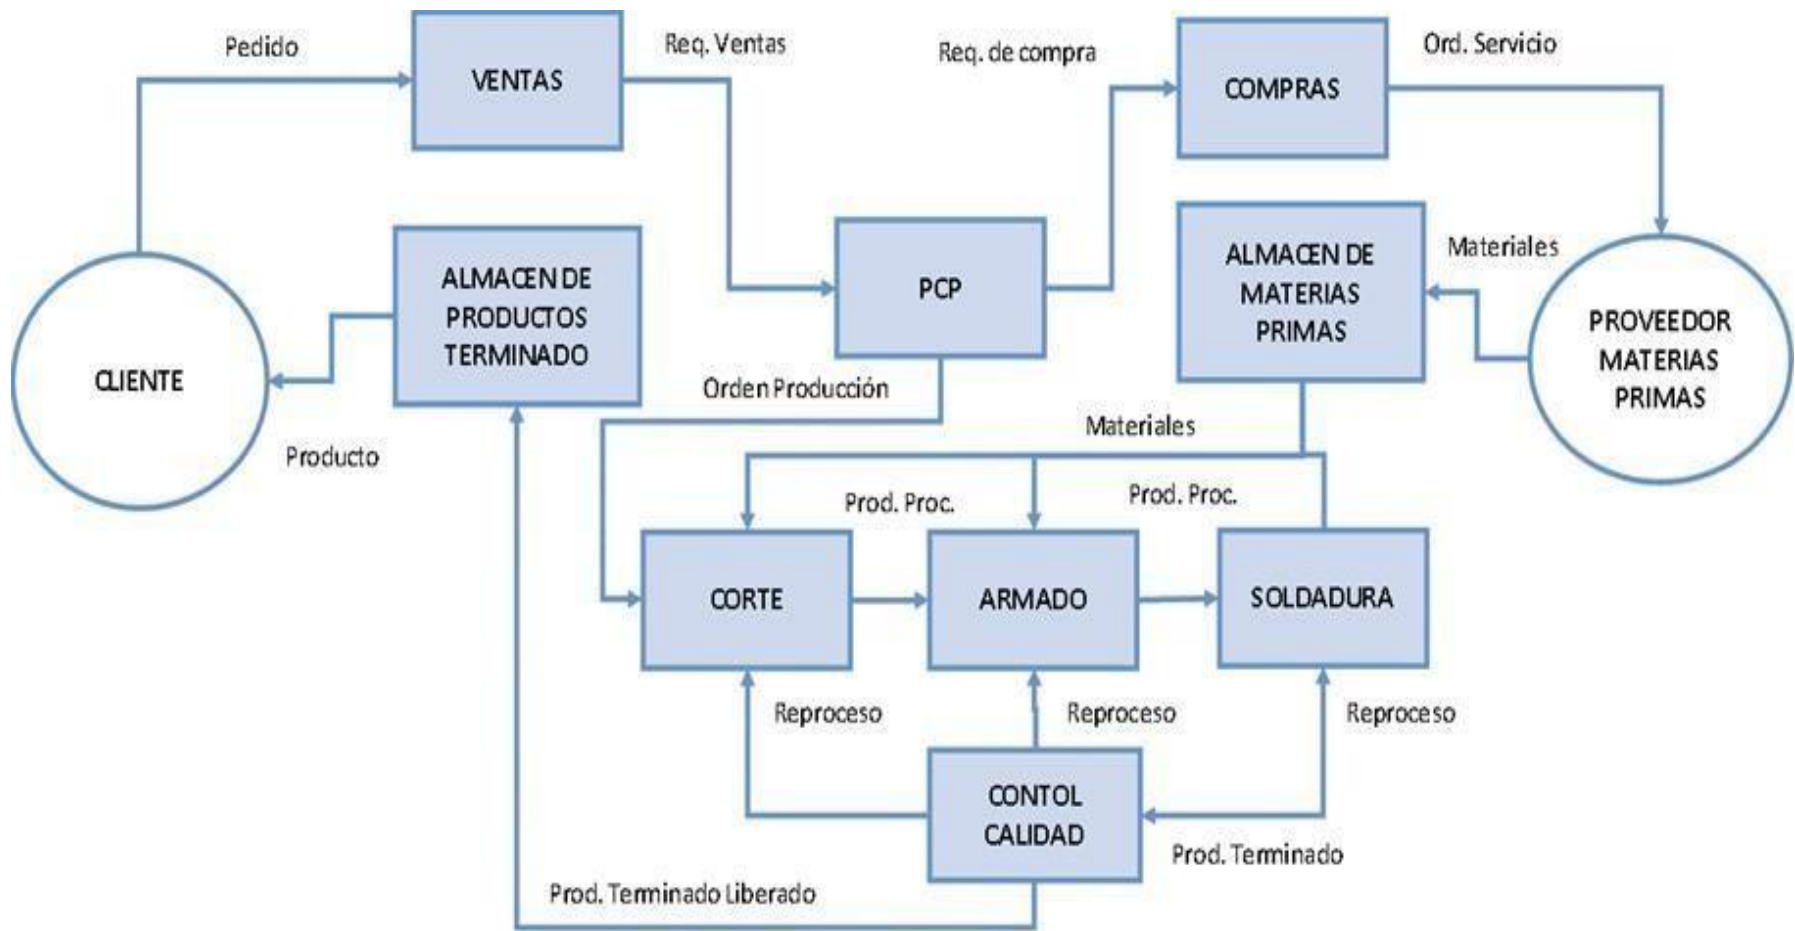 Pedido
VENTAS
Req. Ventas
Req. de compra
COMPRAS
Ord. Servicio
CLIENTE
ALMACEN DE
PRODUCTOS
TERMINADO
Producto
PCP
Orden Producción
ALMACEN DE
MATERIAS
PRIMAS
Materiales
PROVEEDOR
MATERIAS
PRIMAS
Materiales
Prod. Proc.
Prod. Proc.
CORTE
ARMADO
SOLDADURA
Reproceso
Reproceso
Reproceso
CONTOL
CALIDAD
Prod. Terminado
Prod. Terminado Liberado